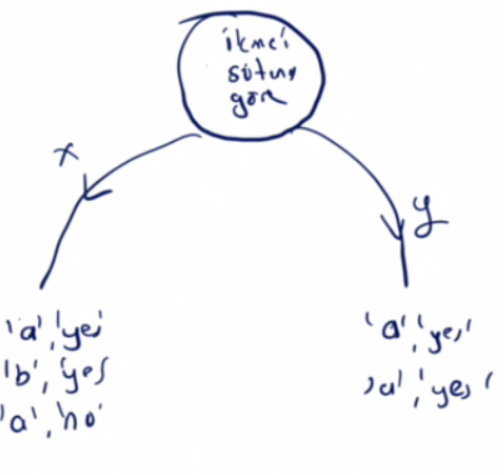 ikinci
sütuna
göre
x
y
'a', 'yes'
'b', 'yes'
'a', 'no'
'a', 'yes'
'a', 'yes'